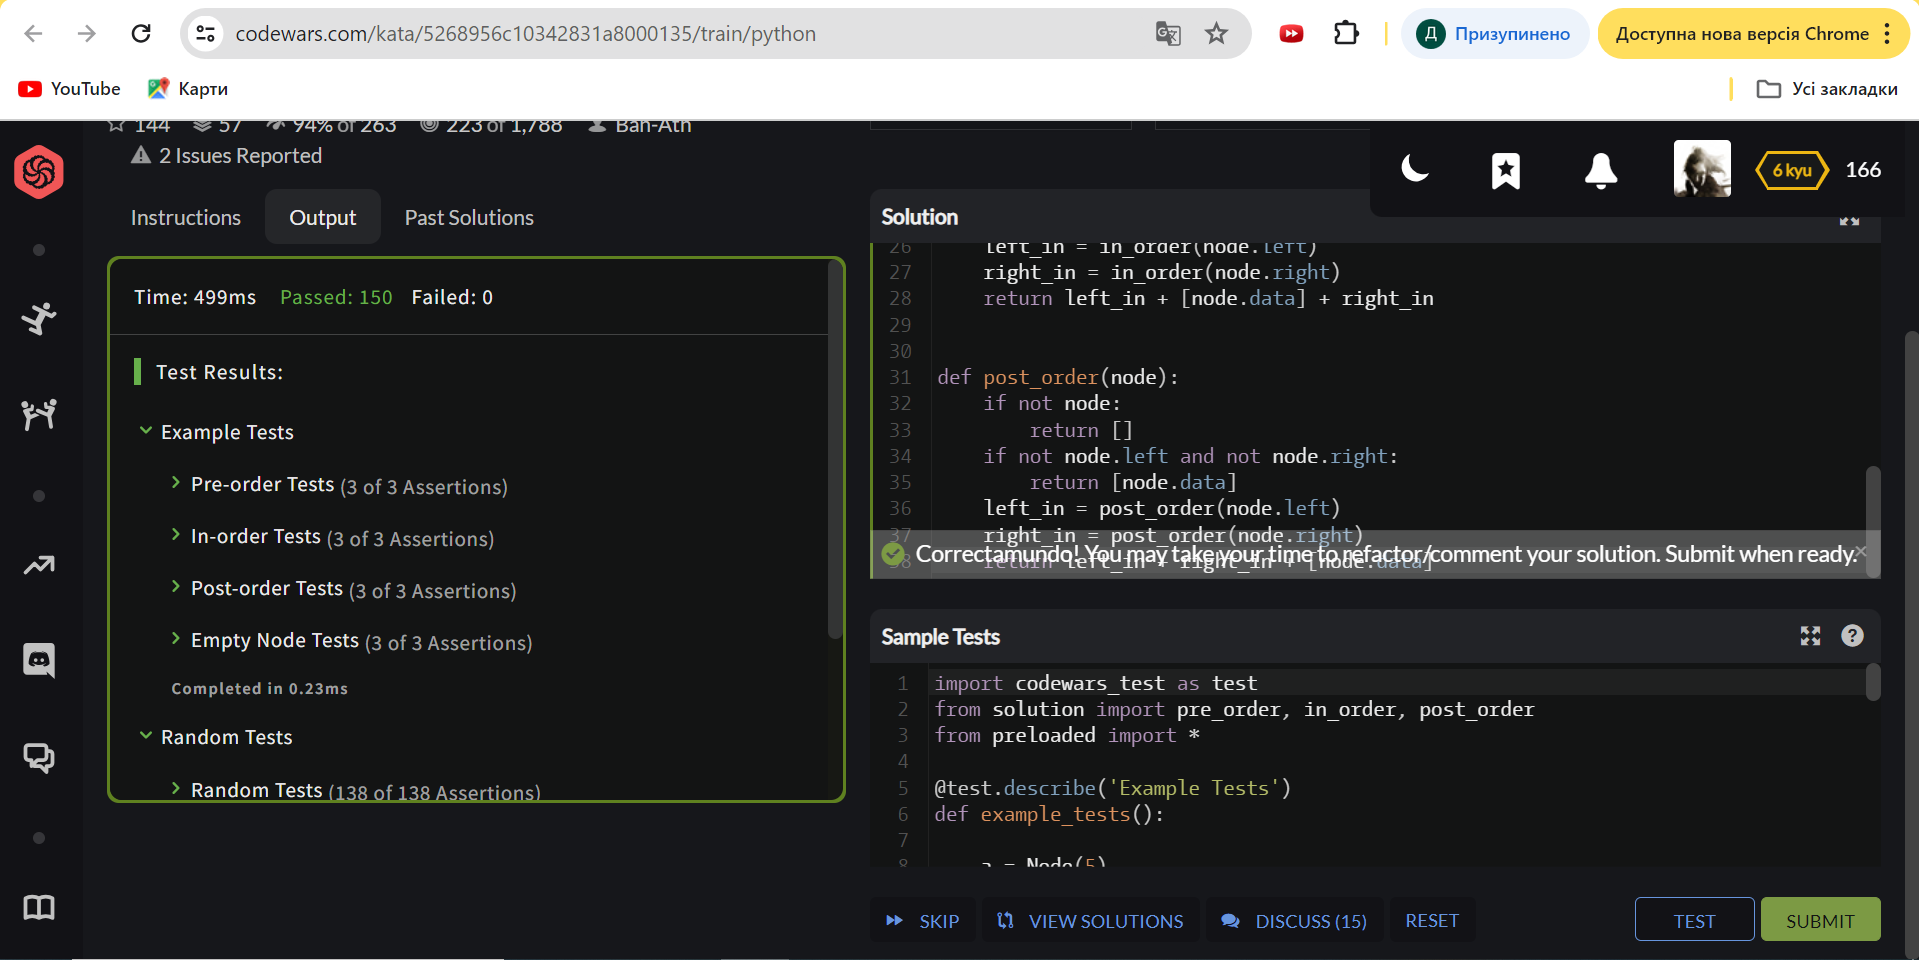 codewars.com/kata/5268956c10342831a8000135/train/python
Д Призупинено
Доступна нова версія Chrome
YouTube
Карти
Усі закладки
144 57 94% of 263 223 of 1,788 Bah-Ath
2 Issues Reported
6 kyu 166
Instructions
Output
Past Solutions
Time: 499ms Passed: 150 Failed: 0
Test Results:
Example Tests
Pre-order Tests (3 of 3 Assertions)
In-order Tests (3 of 3 Assertions)
Post-order Tests (3 of 3 Assertions)
Empty Node Tests (3 of 3 Assertions)
Completed in 0.23ms
Random Tests
Random Tests (138 of 138 Assertions)
Solution
26 left_in = in_order(node.left)
27 right_in = in_order(node.right)
28 return left_in + [node.data] + right_in
29
30
31 def post_order(node):
32 if not node:
33 return []
34 if not node.left and not node.right:
35 return [node.data]
36 left_in = post_order(node.left)
37 right_in = post_order(node.right)
38 return left_in + right_in + [node.data]
Correctamundo! You may take your time to refactor/comment your solution. Submit when ready.
Sample Tests
1 import codewars_test as test
2 from solution import pre_order, in_order, post_order
3 from preloaded import *
4
5 @test.describe('Example Tests')
6 def example_tests():
7
8 a = Node(5)
SKIP
VIEW SOLUTIONS
DISCUSS (15)
RESET
TEST
SUBMIT